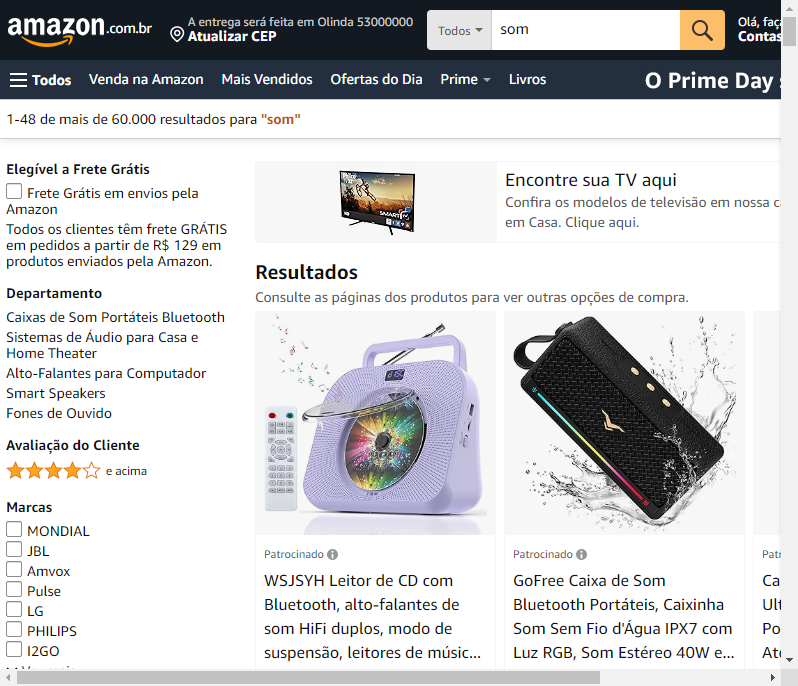 amazon.com.br
A entrega será feita em Olinda 53000000
Atualizar CEP
Todos
som
Olá, faça
Contas
Todos
Venda na Amazon
Mais Vendidos
Ofertas do Dia
Prime
Livros
O Prime Day
1-48 de mais de 60.000 resultados para "som"
Elegível a Frete Grátis
Frete Grátis em envios pela
Amazon
Todos os clientes têm frete GRÁTIS
em pedidos a partir de R$ 129 em
produtos enviados pela Amazon.
Departamento
Caixas de Som Portáteis Bluetooth
Sistemas de Áudio para Casa e
Home Theater
Alto-Falantes para Computador
Smart Speakers
Fones de Ouvido
Avaliação do Cliente
e acima
Marcas
MONDIAL
JBL
Amvox
Pulse
LG
PHILIPS
I2GO
Encontre sua TV aqui
Confira os modelos de televisão em nossa
em Casa. Clique aqui.
Resultados
Consulte as páginas dos produtos para ver outras opções de compra.
Patrocinado
WSJSYH Leitor de CD com
Bluetooth, alto-falantes de
som HiFi duplos, modo de
suspensão, leitores de músic...
Patrocinado
GoFree Caixa de Som
Bluetooth Portáteis, Caixinha
Som Sem Fio d'Água IPX7 com
Luz RGB, Som Estéreo 40W e...